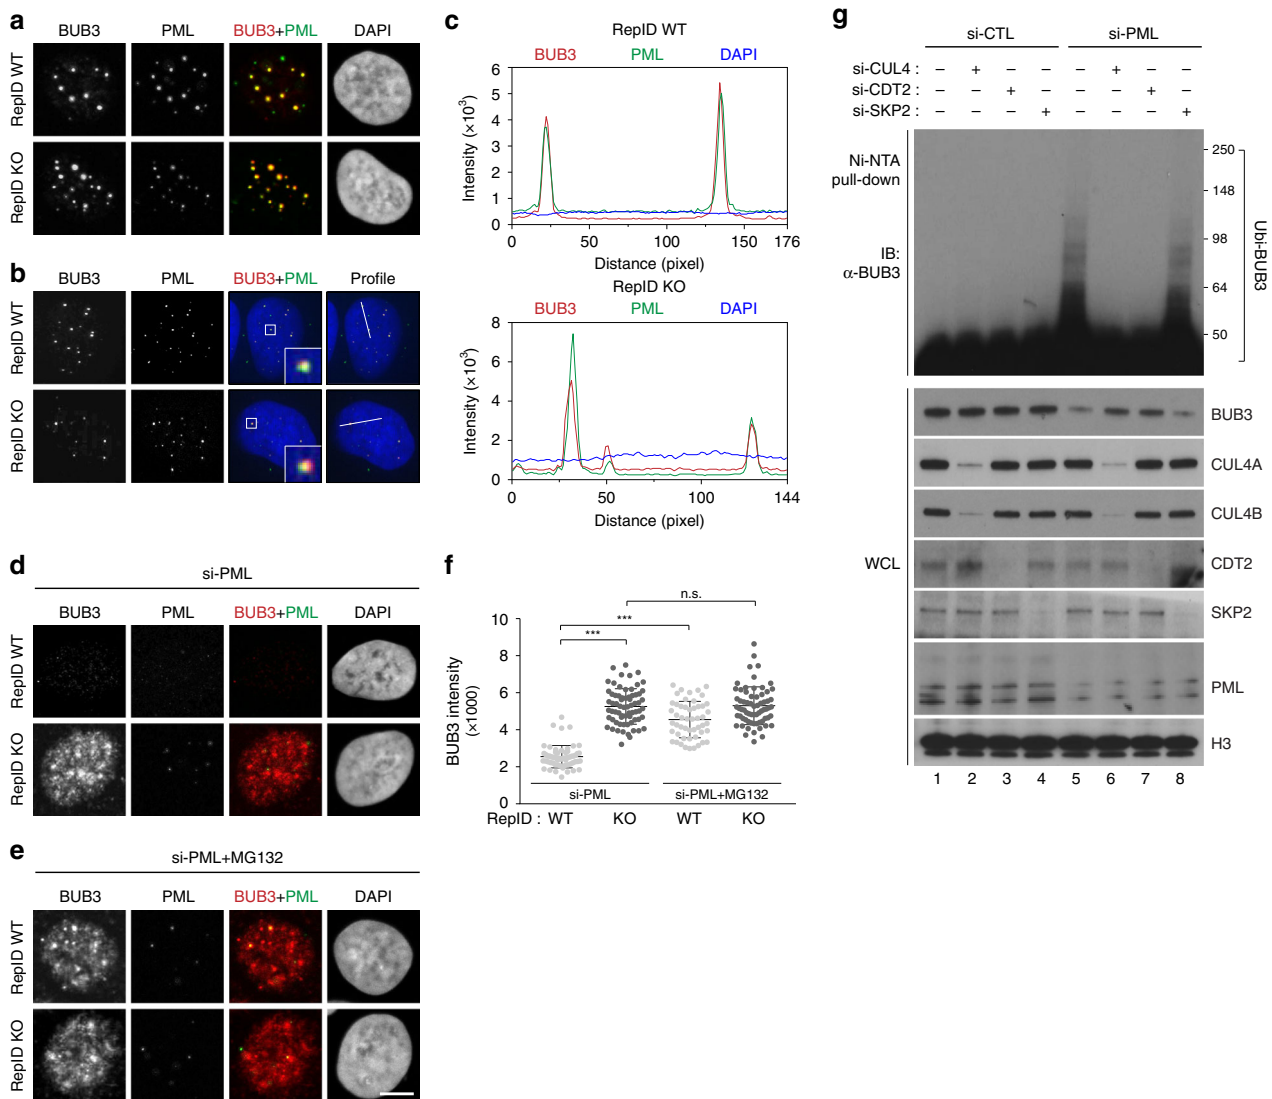 a
BUB3 PML BUB3+PML DAPI
RepID WT
RepID KO
b
BUB3 PML BUB3+PML Profile
RepID WT
RepID KO
c
RepID WT
BUB3 PML DAPI
Intensity (×10³)
6
5
4
3
2
1
0
0 50 100 150 176
Distance (pixel)
RepID KO
BUB3 PML DAPI
Intensity (×10³)
8
6
4
2
0
0 50 100 144
Distance (pixel)
d
si-PML
BUB3 PML BUB3+PML DAPI
RepID WT
RepID KO
e
si-PML+MG132
BUB3 PML BUB3+PML DAPI
RepID WT
RepID KO
f
n.s.
***
***
BUB3 intensity
(×1000)
10
8
6
4
2
0
si-PML si-PML+MG132
RepID : WT KO WT KO
g
si-CTL si-PML
si-CUL4 : – + – – – + – –
si-CDT2 : – – + – – – + –
si-SKP2 : – – – + – – – +
Ni-NTA
pull-down
IB:
α-BUB3
250
148
98
64
50
Ubi-BUB3
WCL
BUB3
CUL4A
CUL4B
CDT2
SKP2
PML
H3
1 2 3 4 5 6 7 8